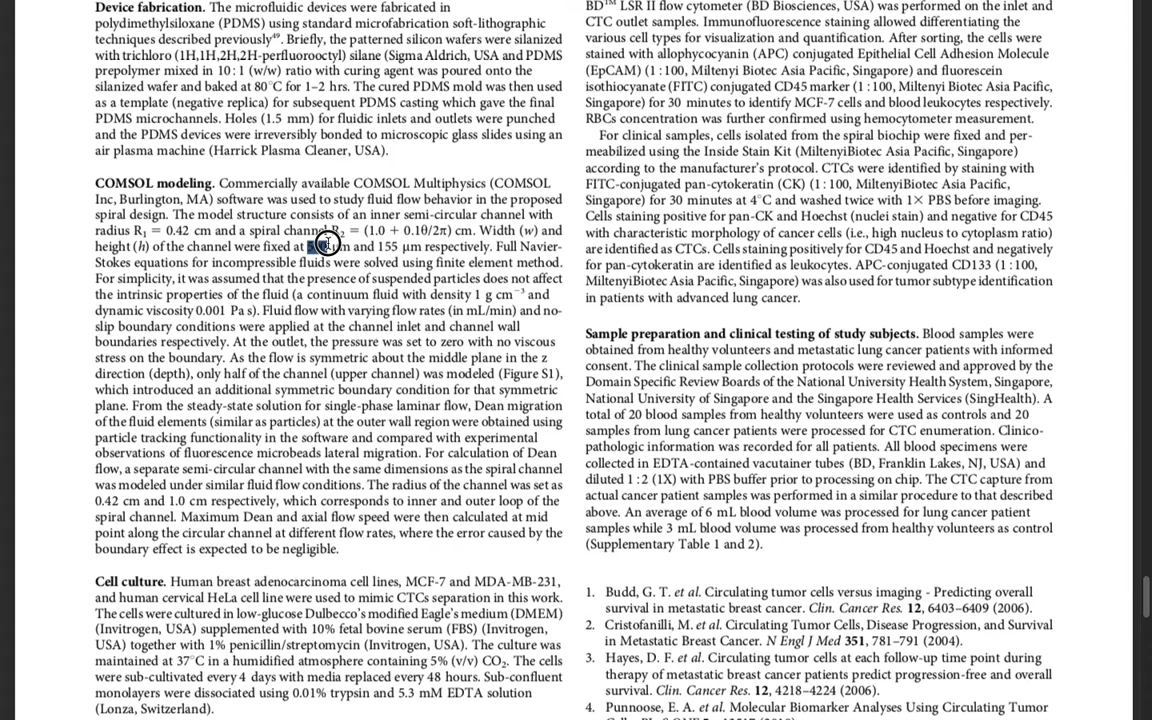 Device fabrication. The microfluidic devices were fabricated in
polydimethylsiloxane (PDMS) using standard microfabrication soft-lithographic
techniques described previously⁴⁹. Briefly, the patterned silicon wafers were silanized
with trichloro (1H,1H,2H,2H-perfluorooctyl) silane (Sigma Aldrich, USA and PDMS
prepolymer mixed in 10:1 (w/w) ratio with curing agent was poured onto the
silanized wafer and baked at 80°C for 1–2 hrs. The cured PDMS mold was then used
as a template (negative replica) for subsequent PDMS casting which gave the final
PDMS microchannels. Holes (1.5 mm) for fluidic inlets and outlets were punched
and the PDMS devices were irreversibly bonded to microscopic glass slides using an
air plasma machine (Harrick Plasma Cleaner, USA).
COMSOL modeling. Commercially available COMSOL Multiphysics (COMSOL
Inc, Burlington, MA) software was used to study fluid flow behavior in the proposed
spiral design. The model structure consists of an inner semi-circular channel with
radius R₁ = 0.42 cm and a spiral channel R₂ = (1.0 + 0.1θ/2π) cm. Width (w) and
height (h) of the channel were fixed at μm and 155 μm respectively. Full Navier-
Stokes equations for incompressible fluids were solved using finite element method.
For simplicity, it was assumed that the presence of suspended particles does not affect
the intrinsic properties of the fluid (a continuum fluid with density 1 g cm⁻³ and
dynamic viscosity 0.001 Pa s). Fluid flow with varying flow rates (in mL/min) and no-
slip boundary conditions were applied at the channel inlet and channel wall
boundaries respectively. At the outlet, the pressure was set to zero with no viscous
stress on the boundary. As the flow is symmetric about the middle plane in the z
direction (depth), only half of the channel (upper channel) was modeled (Figure S1),
which introduced an additional symmetric boundary condition for that symmetric
plane. From the steady-state solution for single-phase laminar flow, Dean migration
of the fluid elements (similar as particles) at the outer wall region were obtained using
particle tracking functionality in the software and compared with experimental
observations of fluorescence microbeads lateral migration. For calculation of Dean
flow, a separate semi-circular channel with the same dimensions as the spiral channel
was modeled under similar fluid flow conditions. The radius of the channel was set as
0.42 cm and 1.0 cm respectively, which corresponds to inner and outer loop of the
spiral channel. Maximum Dean and axial flow speed were then calculated at mid
point along the circular channel at different flow rates, where the error caused by the
boundary effect is expected to be negligible.
Cell culture. Human breast adenocarcinoma cell lines, MCF-7 and MDA-MB-231,
and human cervical HeLa cell line were used to mimic CTCs separation in this work.
The cells were cultured in low-glucose Dulbecco's modified Eagle's medium (DMEM)
(Invitrogen, USA) supplemented with 10% fetal bovine serum (FBS) (Invitrogen,
USA) together with 1% penicillin/streptomycin (Invitrogen, USA). The culture was
maintained at 37°C in a humidified atmosphere containing 5% (v/v) CO₂. The cells
were sub-cultivated every 4 days with media replaced every 48 hours. Sub-confluent
monolayers were dissociated using 0.01% trypsin and 5.3 mM EDTA solution
(Lonza, Switzerland).
BD™ LSR II flow cytometer (BD Biosciences, USA) was performed on the inlet and
CTC outlet samples. Immunofluorescence staining allowed differentiating the
various cell types for visualization and quantification. After sorting, the cells were
stained with allophycocyanin (APC) conjugated Epithelial Cell Adhesion Molecule
(EpCAM) (1:100, Miltenyi Biotec Asia Pacific, Singapore) and fluorescein
isothiocyanate (FITC) conjugated CD45 marker (1:100, Miltenyi Biotec Asia Pacific,
Singapore) for 30 minutes to identify MCF-7 cells and blood leukocytes respectively.
RBCs concentration was further confirmed using hemocytometer measurement.
For clinical samples, cells isolated from the spiral biochip were fixed and per-
meabilized using the Inside Stain Kit (MiltenyiBiotec Asia Pacific, Singapore)
according to the manufacturer's protocol. CTCs were identified by staining with
FITC-conjugated pan-cytokeratin (CK) (1:100, MiltenyiBiotec Asia Pacific,
Singapore) for 30 minutes at 4°C and washed twice with 1× PBS before imaging.
Cells staining positive for pan-CK and Hoechst (nuclei stain) and negative for CD45
with characteristic morphology of cancer cells (i.e., high nucleus to cytoplasm ratio)
are identified as CTCs. Cells staining positively for CD45 and Hoechst and negatively
for pan-cytokeratin are identified as leukocytes. APC-conjugated CD133 (1:100,
MiltenyiBiotec Asia Pacific, Singapore) was also used for tumor subtype identification
in patients with advanced lung cancer.
Sample preparation and clinical testing of study subjects. Blood samples were
obtained from healthy volunteers and metastatic lung cancer patients with informed
consent. The clinical sample collection protocols were reviewed and approved by the
Domain Specific Review Boards of the National University Health System, Singapore,
National University of Singapore and the Singapore Health Services (SingHealth). A
total of 20 blood samples from healthy volunteers were used as controls and 20
samples from lung cancer patients were processed for CTC enumeration. Clinico-
pathologic information was recorded for all patients. All blood specimens were
collected in EDTA-contained vacutainer tubes (BD, Franklin Lakes, NJ, USA) and
diluted 1:2 (1X) with PBS buffer prior to processing on chip. The CTC capture from
actual cancer patient samples was performed in a similar procedure to that described
above. An average of 6 mL blood volume was processed for lung cancer patient
samples while 3 mL blood volume was processed from healthy volunteers as control
(Supplementary Table 1 and 2).
1. Budd, G. T. et al. Circulating tumor cells versus imaging - Predicting overall
survival in metastatic breast cancer. Clin. Cancer Res. 12, 6403–6409 (2006).
2. Cristofanilli, M. et al. Circulating Tumor Cells, Disease Progression, and Survival
in Metastatic Breast Cancer. N Engl J Med 351, 781–791 (2004).
3. Hayes, D. F. et al. Circulating tumor cells at each follow-up time point during
therapy of metastatic breast cancer patients predict progression-free and overall
survival. Clin. Cancer Res. 12, 4218–4224 (2006).
4. Punnoose, E. A. et al. Molecular Biomarker Analyses Using Circulating Tumor